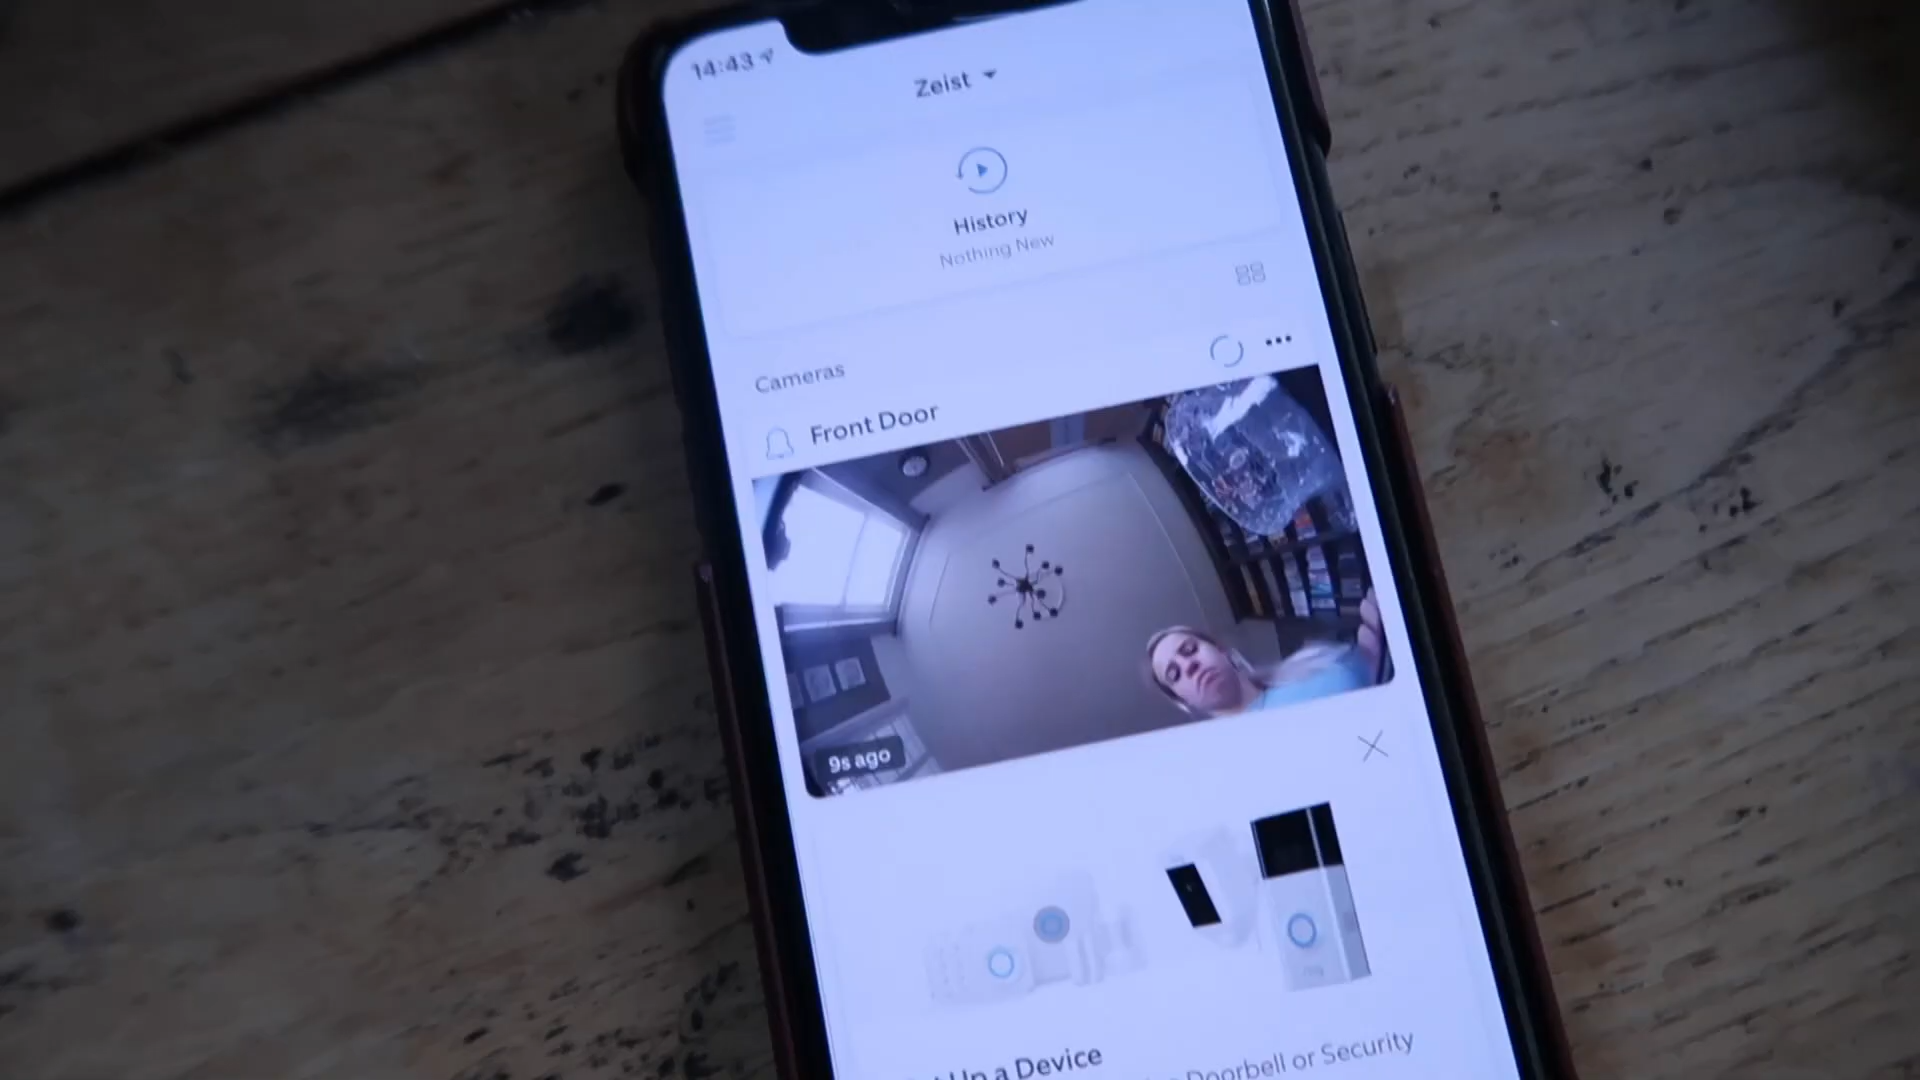 14:43
Zeist
History
Nothing New
Cameras
Front Door
9s ago
Up a Device
Doorbell or Security